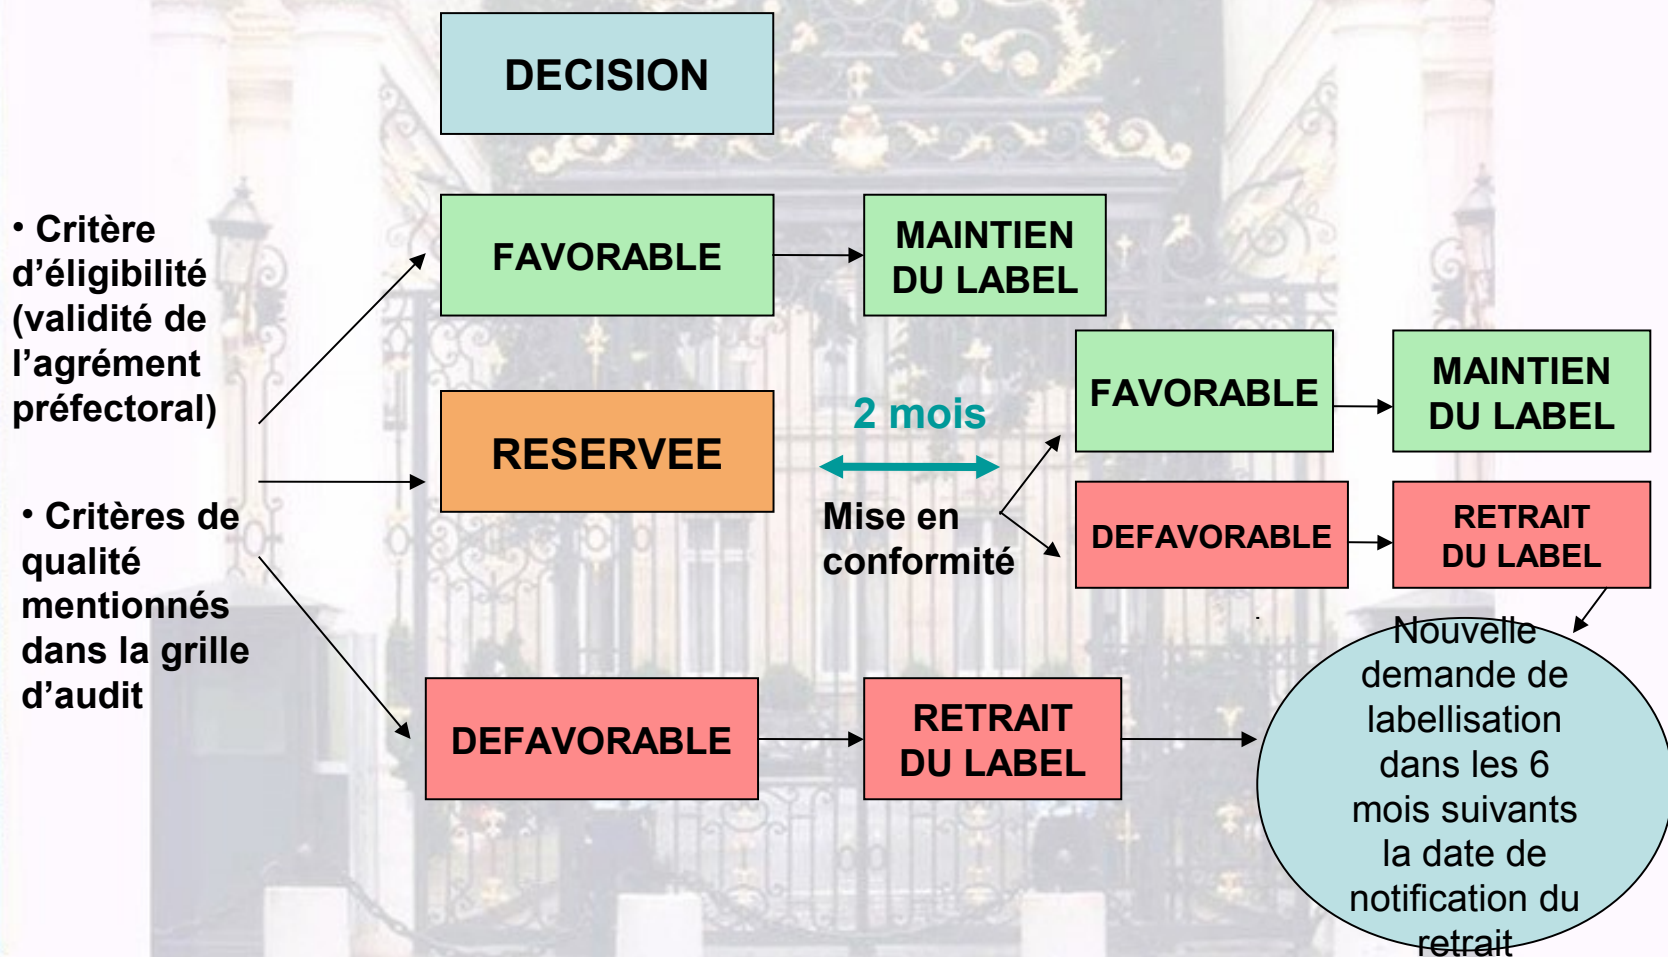 DÈCISION
• Critère
d’éligibilité
(validité de
l’agrément
préfectoral)
• Critères de
qualité
mentionnés
dans la grille
d’audit
FAVORABLE
MAINTIEN
DU LABEL
RESERVEE
2 mois
Mise en
conformité
FAVORABLE
MAINTIEN
DU LABEL
DEFAVORABLE
RETRAIT
DU LABEL
DEFAVORABLE
RETRAIT
DU LABEL
Nouvelle
demande de
labellisation
dans les 6
mois suivants
la date de
notification du
retrait